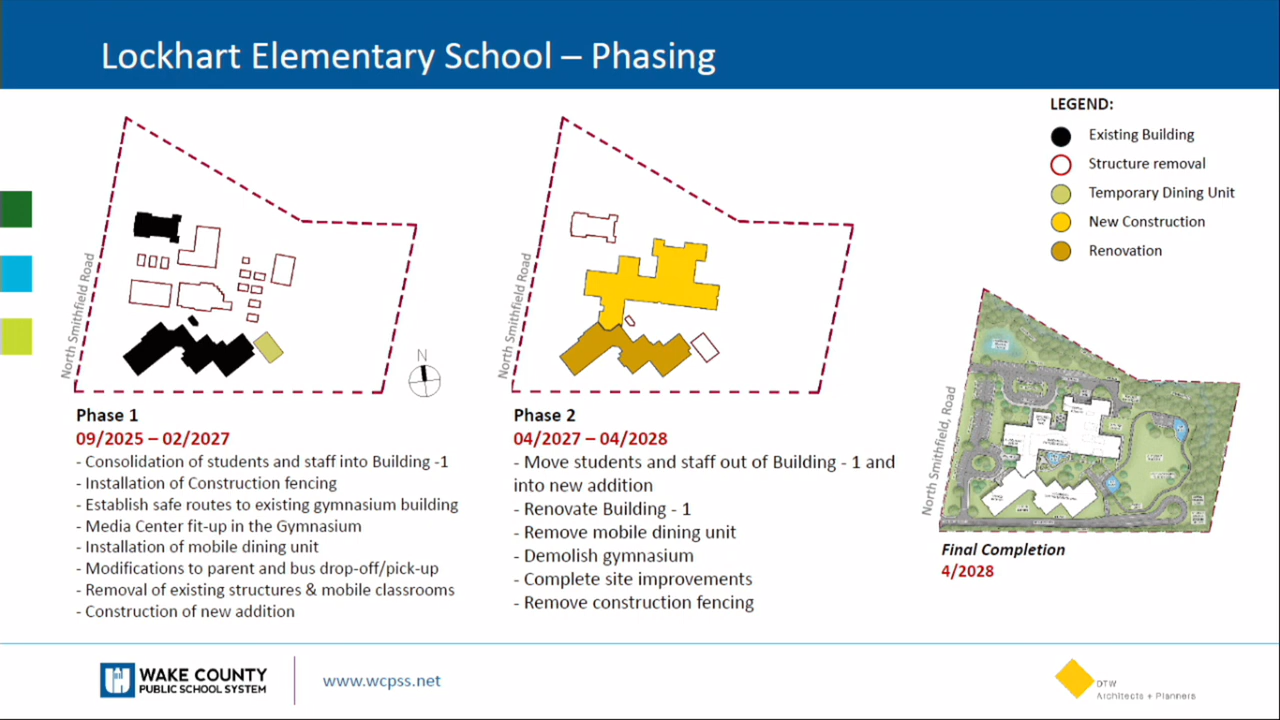 Lockhart Elementary School – Phasing
LEGEND:
Existing Building
Structure removal
Temporary Dining Unit
New Construction
Renovation
North Smithfield Road
N
North Smithfield Road
North Smithfield, Road
Phase 1
09/2025 – 02/2027
- Consolidation of students and staff into Building -1
- Installation of Construction fencing
- Establish safe routes to existing gymnasium building
- Media Center fit-up in the Gymnasium
- Installation of mobile dining unit
- Modifications to parent and bus drop-off/pick-up
- Removal of existing structures & mobile classrooms
- Construction of new addition
Phase 2
04/2027 – 04/2028
- Move students and staff out of Building - 1 and
into new addition
- Renovate Building - 1
- Remove mobile dining unit
- Demolish gymnasium
- Complete site improvements
- Remove construction fencing
Final Completion
4/2028
WAKE COUNTY
PUBLIC SCHOOL SYSTEM
www.wcpss.net
DTW
Architects + Planners